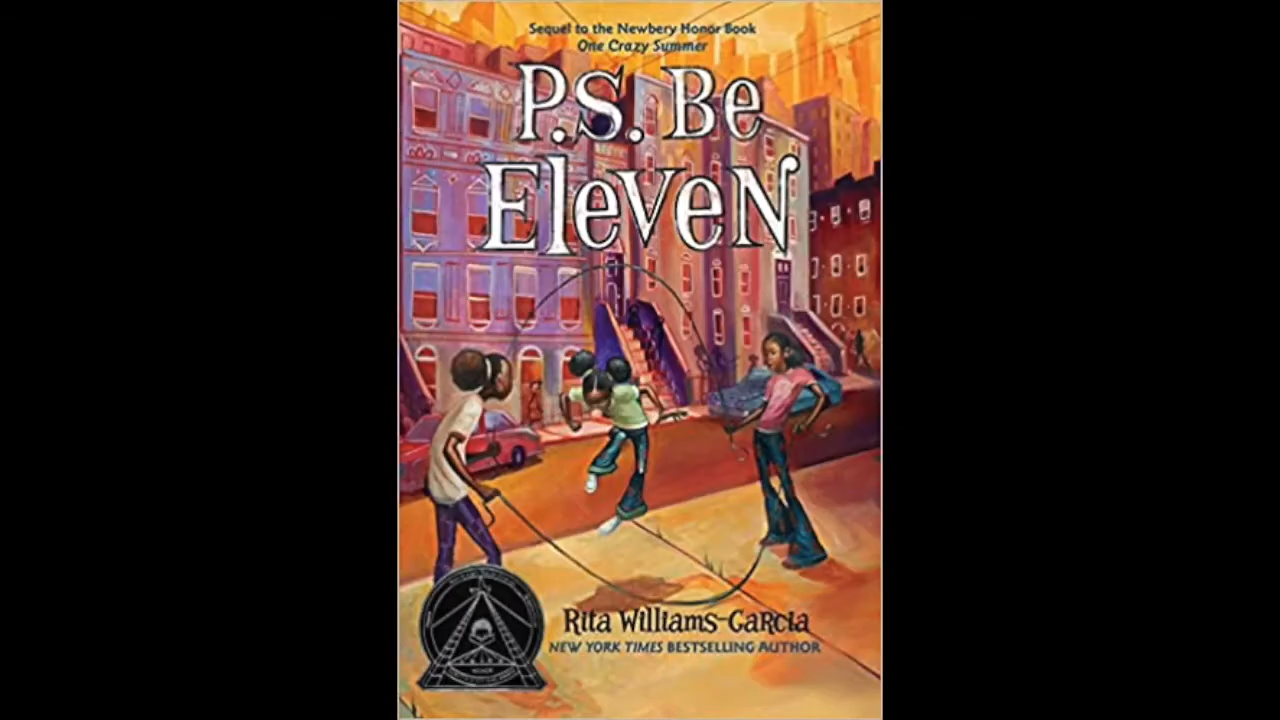 Sequel to the Newbery Honor Book
One Crazy Summer
P.S. Be
Eleven
HONOR
Rita Williams-Garcia
NEW YORK TIMES BESTSELLING AUTHOR